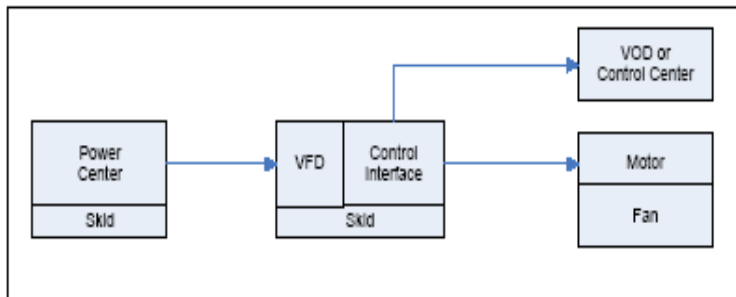 VOD or
Control Center
Power
Center
Skid
VFD
Control
Interface
Skid
Motor
Fan